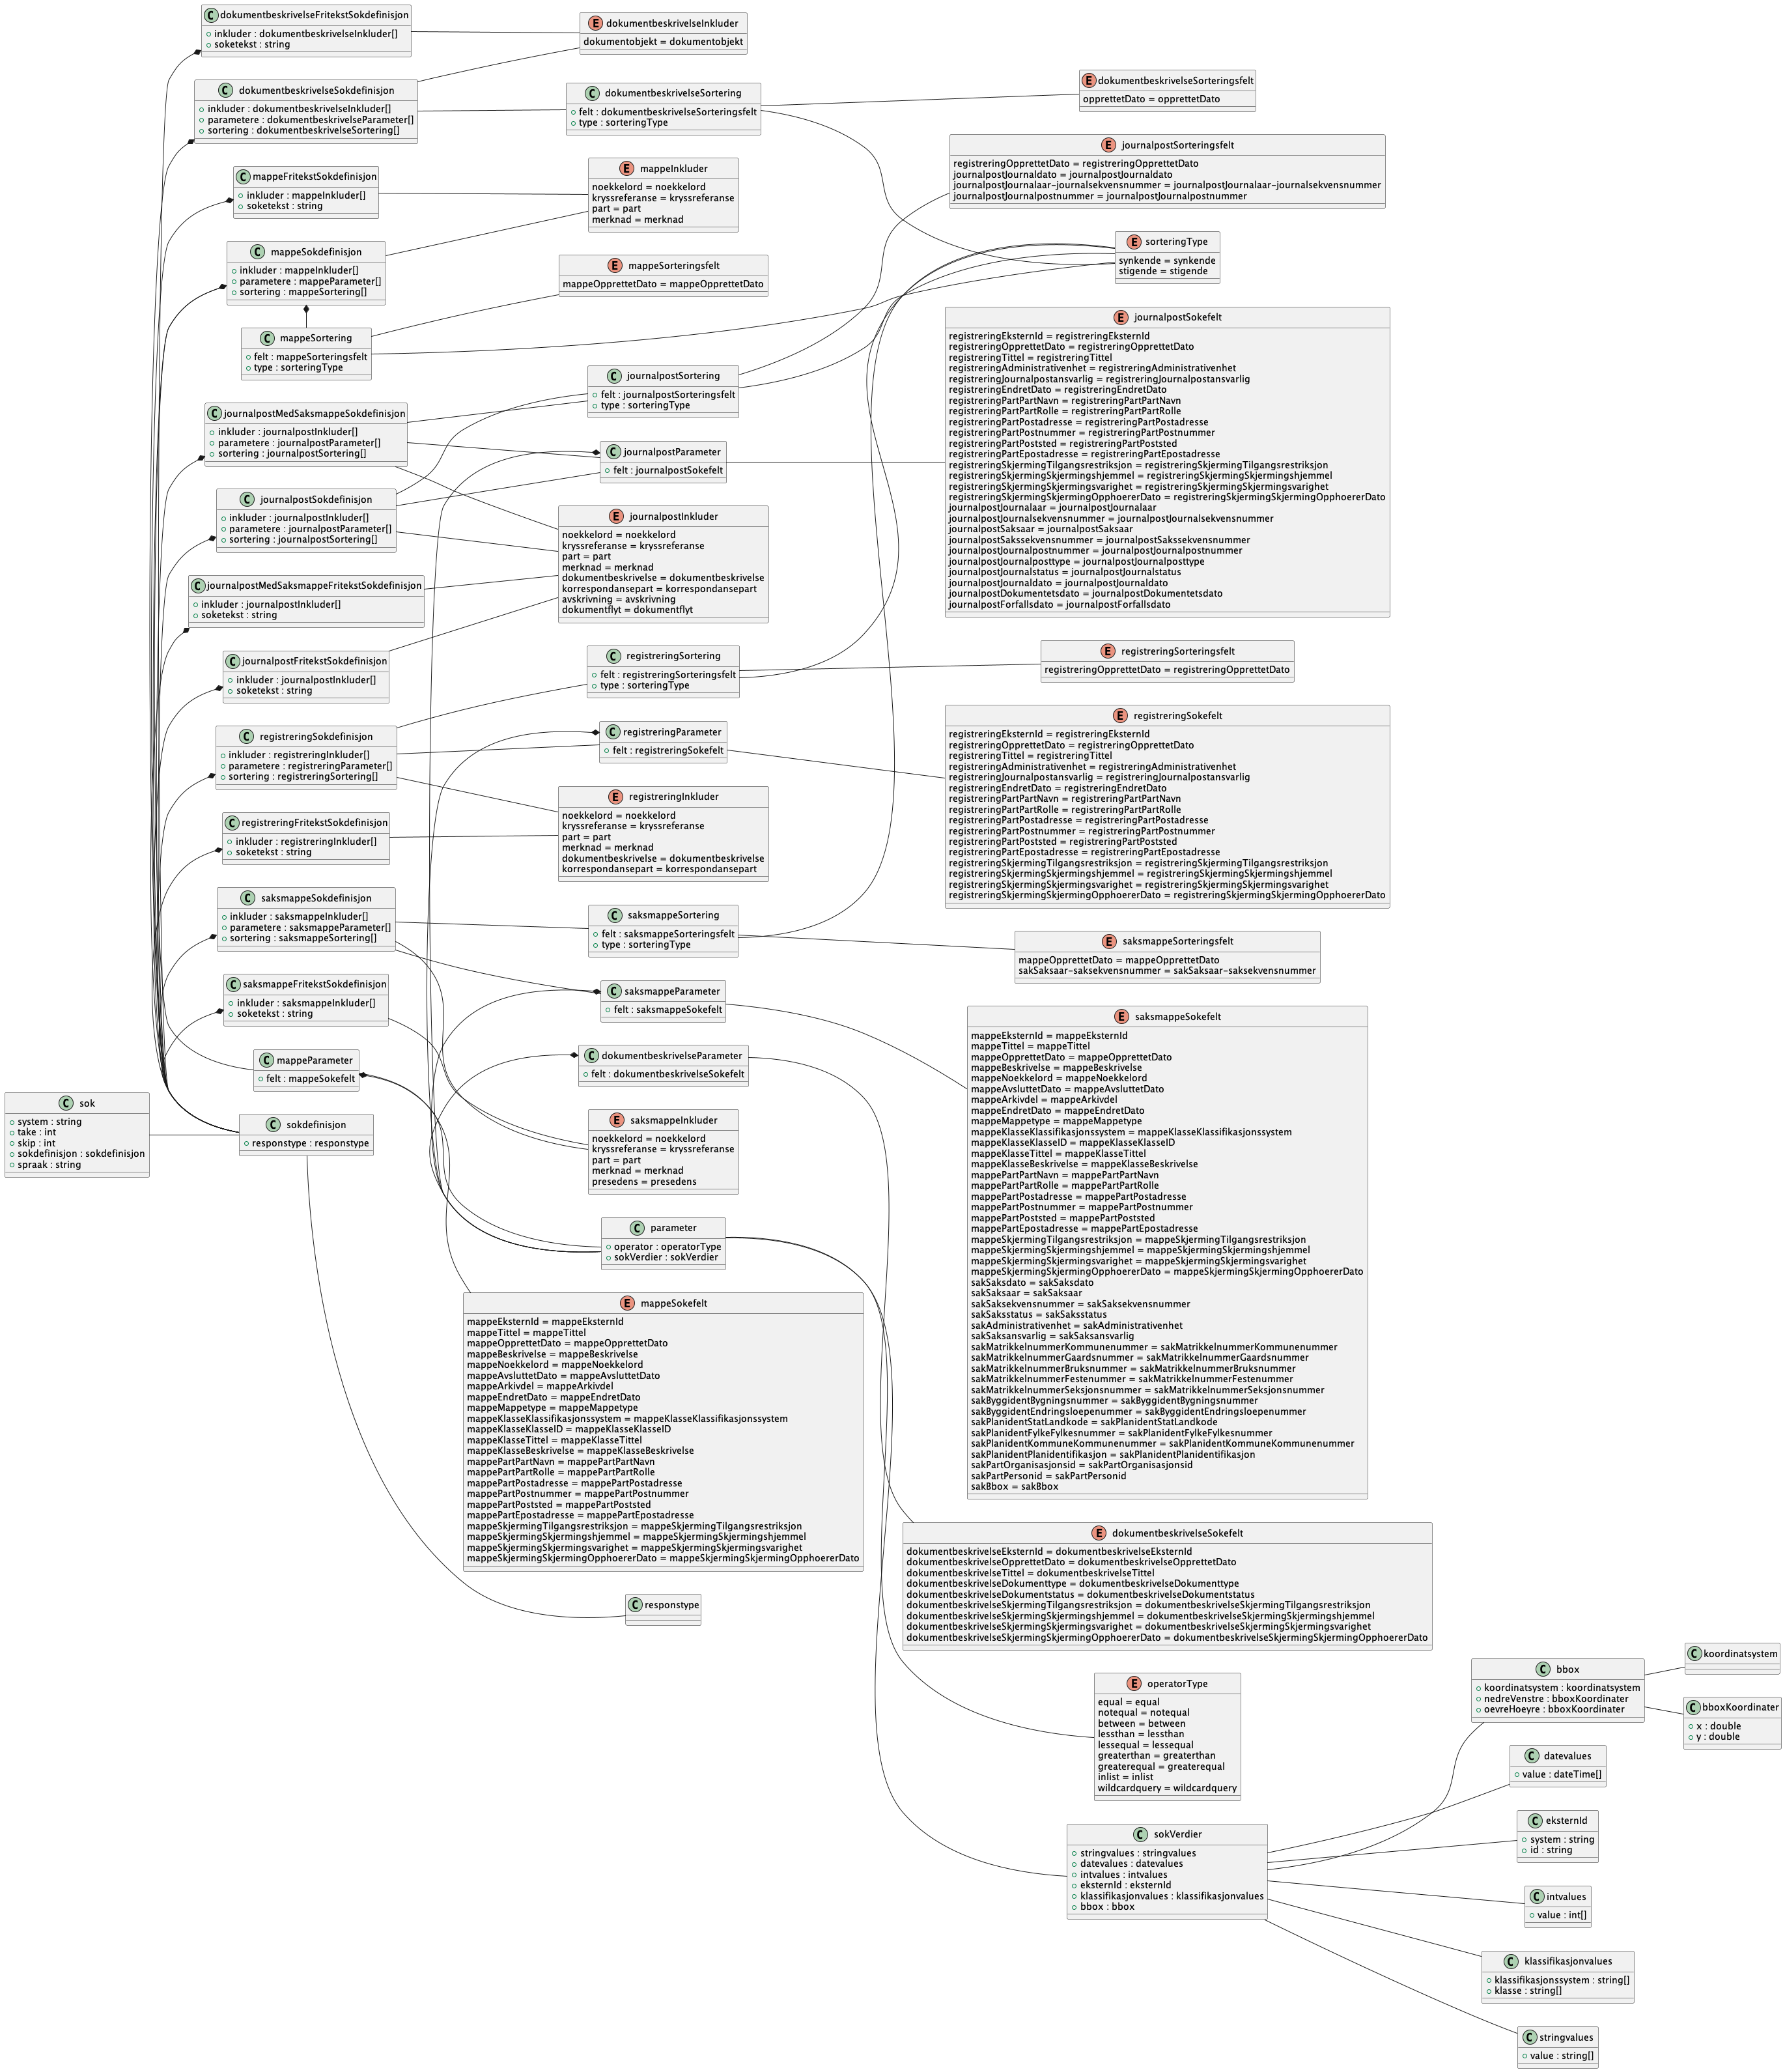 dokumentbeskrivelseFritekstSokdefinisjon
inkluder : dokumentbeskrivelseInkluder[]
soketekst : string
dokumentbeskrivelseInkluder
dokumentobjekt = dokumentobjekt
dokumentbeskrivelseSokdefinisjon
inkluder : dokumentbeskrivelseInkluder[]
parametere : dokumentbeskrivelseParameter[]
sortering : dokumentbeskrivelseSortering[]
dokumentbeskrivelseSortering
felt : dokumentbeskrivelseSorteringsfelt
type : sorteringType
dokumentbeskrivelseSorteringsfelt
opprettetDato = opprettetDato
journalpostSorteringsfelt
registreringOpprettetDato = registreringOpprettetDato
journalpostJournaldato = journalpostJournaldato
journalpostJournalaar-journalsekvensnummer = journalpostJournalaar-journalsekvensnummer
journalpostJournalpostnummer = journalpostJournalpostnummer
mappeFritekstSokdefinisjon
inkluder : mappeInkluder[]
soketekst : string
mappeInkluder
noekkelord = noekkelord
kryssreferanse = kryssreferanse
part = part
merknad = merknad
mappeSokdefinisjon
inkluder : mappeInkluder[]
parametere : mappeParameter[]
sortering : mappeSortering[]
mappeSorteringsfelt
mappeOpprettetDato = mappeOpprettetDato
sorteringType
synkende = synkende
stigende = stigende
mappeSortering
felt : mappeSorteringsfelt
type : sorteringType
journalpostSokefelt
registreringEksternId = registreringEksternId
registreringOpprettetDato = registreringOpprettetDato
registreringTittel = registreringTittel
registreringAdministrativenhet = registreringAdministrativenhet
registreringJournalpostansvarlig = registreringJournalpostansvarlig
registreringEndretDato = registreringEndretDato
registreringPartPartNavn = registreringPartPartNavn
registreringPartPartRolle = registreringPartPartRolle
registreringPartPostadresse = registreringPartPostadresse
registreringPartPostnummer = registreringPartPostnummer
registreringPartPoststed = registreringPartPoststed
registreringPartEpostadresse = registreringPartEpostadresse
registreringSkjermingTilgangsrestriksjon = registreringSkjermingTilgangsrestriksjon
registreringSkjermingSkjermingshjemmel = registreringSkjermingSkjermingshjemmel
registreringSkjermingSkjermingsvarighet = registreringSkjermingSkjermingsvarighet
registreringSkjermingSkjermingOpphoererDato = registreringSkjermingSkjermingOpphoererDato
journalpostJournalaar = journalpostJournalaar
journalpostJournalsekvensnummer = journalpostJournalsekvensnummer
journalpostSaksaar = journalpostSaksaar
journalpostSakssekvensnummer = journalpostSakssekvensnummer
journalpostJournalpostnummer = journalpostJournalpostnummer
journalpostJournalposttype = journalpostJournalposttype
journalpostJournalstatus = journalpostJournalstatus
journalpostJournaldato = journalpostJournaldato
journalpostDokumentetsdato = journalpostDokumentetsdato
journalpostForfallsdato = journalpostForfallsdato
journalpostSortering
felt : journalpostSorteringsfelt
type : sorteringType
journalpostMedSaksmappeSokdefinisjon
inkluder : journalpostInkluder[]
parametere : journalpostParameter[]
sortering : journalpostSortering[]
journalpostParameter
felt : journalpostSokefelt
journalpostSokdefinisjon
inkluder : journalpostInkluder[]
parametere : journalpostParameter[]
sortering : journalpostSortering[]
journalpostInkluder
noekkelord = noekkelord
kryssreferanse = kryssreferanse
part = part
merknad = merknad
dokumentbeskrivelse = dokumentbeskrivelse
korrespondansepart = korrespondansepart
avskrivning = avskrivning
dokumentflyt = dokumentflyt
journalpostMedSaksmappeFritekstSokdefinisjon
inkluder : journalpostInkluder[]
soketekst : string
journalpostFritekstSokdefinisjon
inkluder : journalpostInkluder[]
soketekst : string
registreringSortering
felt : registreringSorteringsfelt
type : sorteringType
registreringSorteringsfelt
registreringOpprettetDato = registreringOpprettetDato
registreringSokdefinisjon
inkluder : registreringInkluder[]
parametere : registreringParameter[]
sortering : registreringSortering[]
registreringParameter
felt : registreringSokefelt
registreringSokefelt
registreringEksternId = registreringEksternId
registreringOpprettetDato = registreringOpprettetDato
registreringTittel = registreringTittel
registreringAdministrativenhet = registreringAdministrativenhet
registreringJournalpostansvarlig = registreringJournalpostansvarlig
registreringEndretDato = registreringEndretDato
registreringPartPartNavn = registreringPartPartNavn
registreringPartPartRolle = registreringPartPartRolle
registreringPartPostadresse = registreringPartPostadresse
registreringPartPostnummer = registreringPartPostnummer
registreringPartPoststed = registreringPartPoststed
registreringPartEpostadresse = registreringPartEpostadresse
registreringSkjermingTilgangsrestriksjon = registreringSkjermingTilgangsrestriksjon
registreringSkjermingSkjermingshjemmel = registreringSkjermingSkjermingshjemmel
registreringSkjermingSkjermingsvarighet = registreringSkjermingSkjermingsvarighet
registreringSkjermingSkjermingOpphoererDato = registreringSkjermingSkjermingOpphoererDato
registreringFritekstSokdefinisjon
inkluder : registreringInkluder[]
soketekst : string
registreringInkluder
noekkelord = noekkelord
kryssreferanse = kryssreferanse
part = part
merknad = merknad
dokumentbeskrivelse = dokumentbeskrivelse
korrespondansepart = korrespondansepart
saksmappeSokdefinisjon
inkluder : saksmappeInkluder[]
parametere : saksmappeParameter[]
sortering : saksmappeSortering[]
saksmappeSortering
felt : saksmappeSorteringsfelt
type : sorteringType
saksmappeSorteringsfelt
mappeOpprettetDato = mappeOpprettetDato
sakSaksaar-saksekvensnummer = sakSaksaar-saksekvensnummer
saksmappeFritekstSokdefinisjon
inkluder : saksmappeInkluder[]
soketekst : string
saksmappeParameter
felt : saksmappeSokefelt
saksmappeSokefelt
mappeEksternId = mappeEksternId
mappeTittel = mappeTittel
mappeOpprettetDato = mappeOpprettetDato
mappeBeskrivelse = mappeBeskrivelse
mappeNoekkelord = mappeNoekkelord
mappeAvsluttetDato = mappeAvsluttetDato
mappeArkivdel = mappeArkivdel
mappeEndretDato = mappeEndretDato
mappeMappetype = mappeMappetype
mappeKlasseKlassifikasjonssystem = mappeKlasseKlassifikasjonssystem
mappeKlasseKlasseID = mappeKlasseKlasseID
mappeKlasseTittel = mappeKlasseTittel
mappeKlasseBeskrivelse = mappeKlasseBeskrivelse
mappePartPartNavn = mappePartPartNavn
mappePartPartRolle = mappePartPartRolle
mappePartPostadresse = mappePartPostadresse
mappePartPostnummer = mappePartPostnummer
mappePartPoststed = mappePartPoststed
mappePartEpostadresse = mappePartEpostadresse
mappeSkjermingTilgangsrestriksjon = mappeSkjermingTilgangsrestriksjon
mappeSkjermingSkjermingshjemmel = mappeSkjermingSkjermingshjemmel
mappeSkjermingSkjermingsvarighet = mappeSkjermingSkjermingsvarighet
mappeSkjermingSkjermingOpphoererDato = mappeSkjermingSkjermingOpphoererDato
sakSaksdato = sakSaksdato
sakSaksaar = sakSaksaar
sakSaksekvensnummer = sakSaksekvensnummer
sakSaksstatus = sakSaksstatus
sakAdministrativenhet = sakAdministrativenhet
sakSaksansvarlig = sakSaksansvarlig
sakMatrikkelnummerKommunenummer = sakMatrikkelnummerKommunenummer
sakMatrikkelnummerGaardsnummer = sakMatrikkelnummerGaardsnummer
sakMatrikkelnummerBruksnummer = sakMatrikkelnummerBruksnummer
sakMatrikkelnummerFestenummer = sakMatrikkelnummerFestenummer
sakMatrikkelnummerSeksjonsnummer = sakMatrikkelnummerSeksjonsnummer
sakByggidentBygningsnummer = sakByggidentBygningsnummer
sakByggidentEndringsloepenummer = sakByggidentEndringsloepenummer
sakPlanidentStatLandkode = sakPlanidentStatLandkode
sakPlanidentFylkeFylkesnummer = sakPlanidentFylkeFylkesnummer
sakPlanidentKommuneKommunenummer = sakPlanidentKommuneKommunenummer
sakPlanidentPlanidentifikasjon = sakPlanidentPlanidentifikasjon
sakPartOrganisasjonsid = sakPartOrganisasjonsid
sakPartPersonid = sakPartPersonid
sakBbox = sakBbox
mappeParameter
felt : mappeSokefelt
dokumentbeskrivelseParameter
felt : dokumentbeskrivelseSokefelt
sok
system : string
take : int
skip : int
sokdefinisjon : sokdefinisjon
spraak : string
sokdefinisjon
responstype : responstype
saksmappeInkluder
noekkelord = noekkelord
kryssreferanse = kryssreferanse
part = part
merknad = merknad
presedens = presedens
parameter
operator : operatorType
sokVerdier : sokVerdier
mappeSokefelt
mappeEksternId = mappeEksternId
mappeTittel = mappeTittel
mappeOpprettetDato = mappeOpprettetDato
mappeBeskrivelse = mappeBeskrivelse
mappeNoekkelord = mappeNoekkelord
mappeAvsluttetDato = mappeAvsluttetDato
mappeArkivdel = mappeArkivdel
mappeEndretDato = mappeEndretDato
mappeMappetype = mappeMappetype
mappeKlasseKlassifikasjonssystem = mappeKlasseKlassifikasjonssystem
mappeKlasseKlasseID = mappeKlasseKlasseID
mappeKlasseTittel = mappeKlasseTittel
mappeKlasseBeskrivelse = mappeKlasseBeskrivelse
mappePartPartNavn = mappePartPartNavn
mappePartPartRolle = mappePartPartRolle
mappePartPostadresse = mappePartPostadresse
mappePartPostnummer = mappePartPostnummer
mappePartPoststed = mappePartPoststed
mappePartEpostadresse = mappePartEpostadresse
mappeSkjermingTilgangsrestriksjon = mappeSkjermingTilgangsrestriksjon
mappeSkjermingSkjermingshjemmel = mappeSkjermingSkjermingshjemmel
mappeSkjermingSkjermingsvarighet = mappeSkjermingSkjermingsvarighet
mappeSkjermingSkjermingOpphoererDato = mappeSkjermingSkjermingOpphoererDato
responstype
dokumentbeskrivelseSokefelt
dokumentbeskrivelseEksternId = dokumentbeskrivelseEksternId
dokumentbeskrivelseOpprettetDato = dokumentbeskrivelseOpprettetDato
dokumentbeskrivelseTittel = dokumentbeskrivelseTittel
dokumentbeskrivelseDokumenttype = dokumentbeskrivelseDokumenttype
dokumentbeskrivelseDokumentstatus = dokumentbeskrivelseDokumentstatus
dokumentbeskrivelseSkjermingTilgangsrestriksjon = dokumentbeskrivelseSkjermingTilgangsrestriksjon
dokumentbeskrivelseSkjermingSkjermingshjemmel = dokumentbeskrivelseSkjermingSkjermingshjemmel
dokumentbeskrivelseSkjermingSkjermingsvarighet = dokumentbeskrivelseSkjermingSkjermingsvarighet
dokumentbeskrivelseSkjermingSkjermingOpphoererDato = dokumentbeskrivelseSkjermingSkjermingOpphoererDato
operatorType
equal = equal
notequal = notequal
between = between
lessthan = lessthan
lessequal = lessequal
greaterthan = greaterthan
greaterequal = greaterequal
inlist = inlist
wildcardquery = wildcardquery
bbox
koordinatsystem : koordinatsystem
nedreVenstre : bboxKoordinater
oevreHoeyre : bboxKoordinater
koordinatsystem
bboxKoordinater
x : double
y : double
datevalues
value : dateTime[]
sokVerdier
stringvalues : stringvalues
datevalues : datevalues
intvalues : intvalues
eksternId : eksternId
klassifikasjonvalues : klassifikasjonvalues
bbox : bbox
eksternId
system : string
id : string
intvalues
value : int[]
klassifikasjonvalues
klassifikasjonssystem : string[]
klasse : string[]
stringvalues
value : string[]